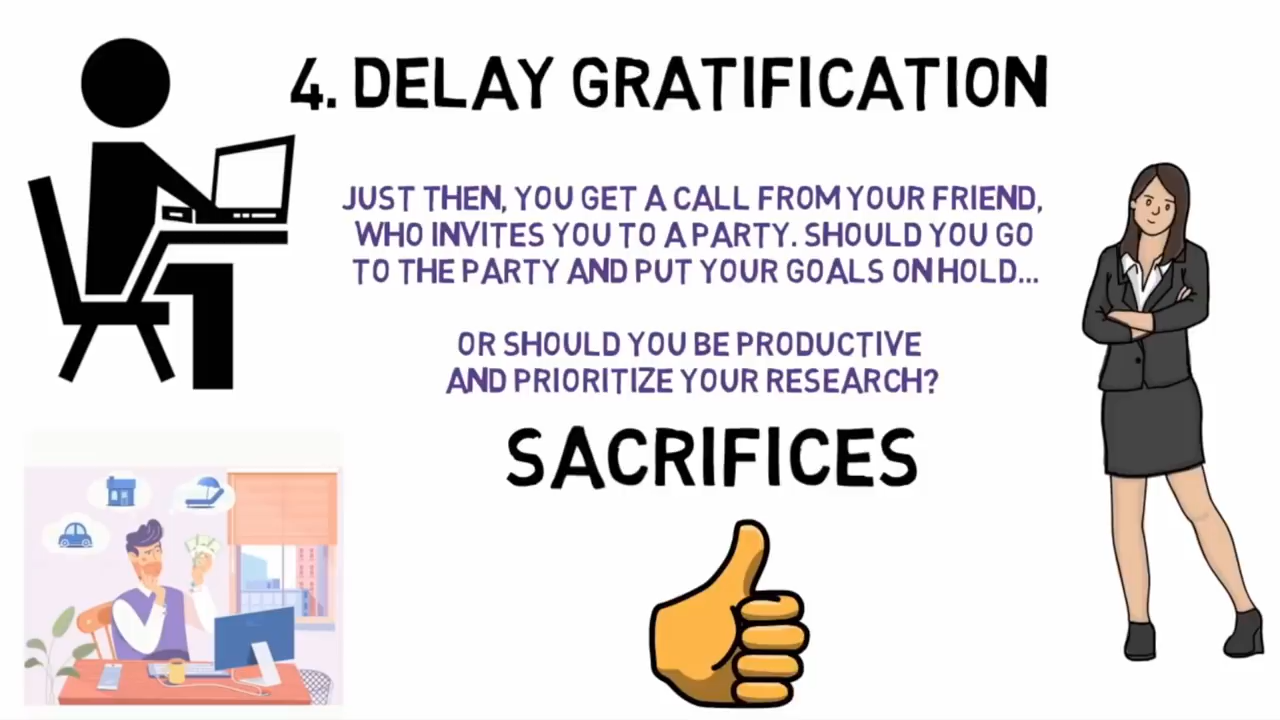 4. DELAY GRATIFICATION
JUST THEN, YOU GET A CALL FROM YOUR FRIEND,
WHO INVITES YOU TO A PARTY. SHOULD YOU GO
TO THE PARTY AND PUT YOUR GOALS ON HOLD...
OR SHOULD YOU BE PRODUCTIVE
AND PRIORITIZE YOUR RESEARCH?
SACRIFICES